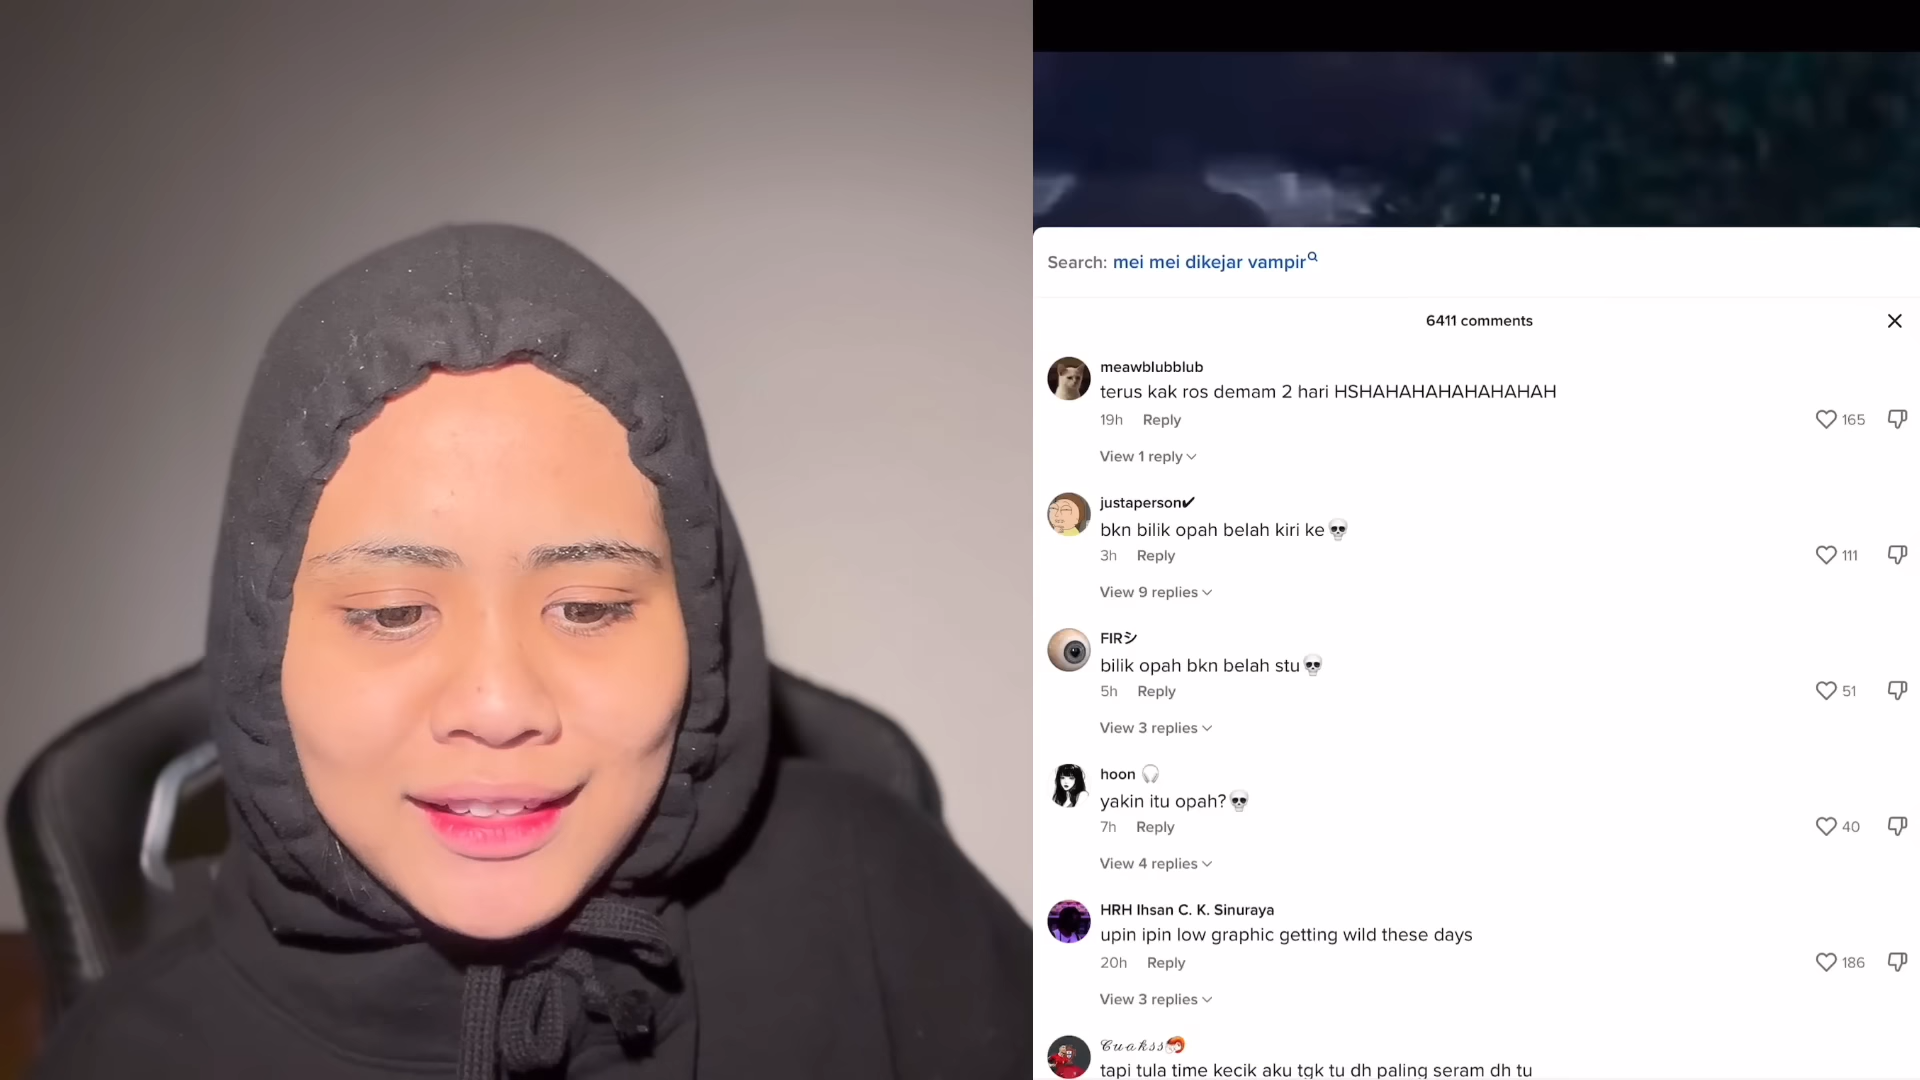 Search: mei mei dikejar vampir
6411 comments
meawblubblub
terus kak ros demam 2 hari HSHAHAHAHAHAHAHAH
19h Reply
165
View 1 reply
justaperson✔
bkn bilik opah belah kiri ke💀
3h Reply
111
View 9 replies
FIRシ
bilik opah bkn belah stu💀
5h Reply
51
View 3 replies
hoon 🎧
yakin itu opah?💀
7h Reply
40
View 4 replies
HRH Ihsan C. K. Sinuraya
upin ipin low graphic getting wild these days
20h Reply
186
View 3 replies
𝒞𝓊𝒶𝓀𝓈𝓈
tapi tula time kecik aku tgk tu dh paling seram dh tu